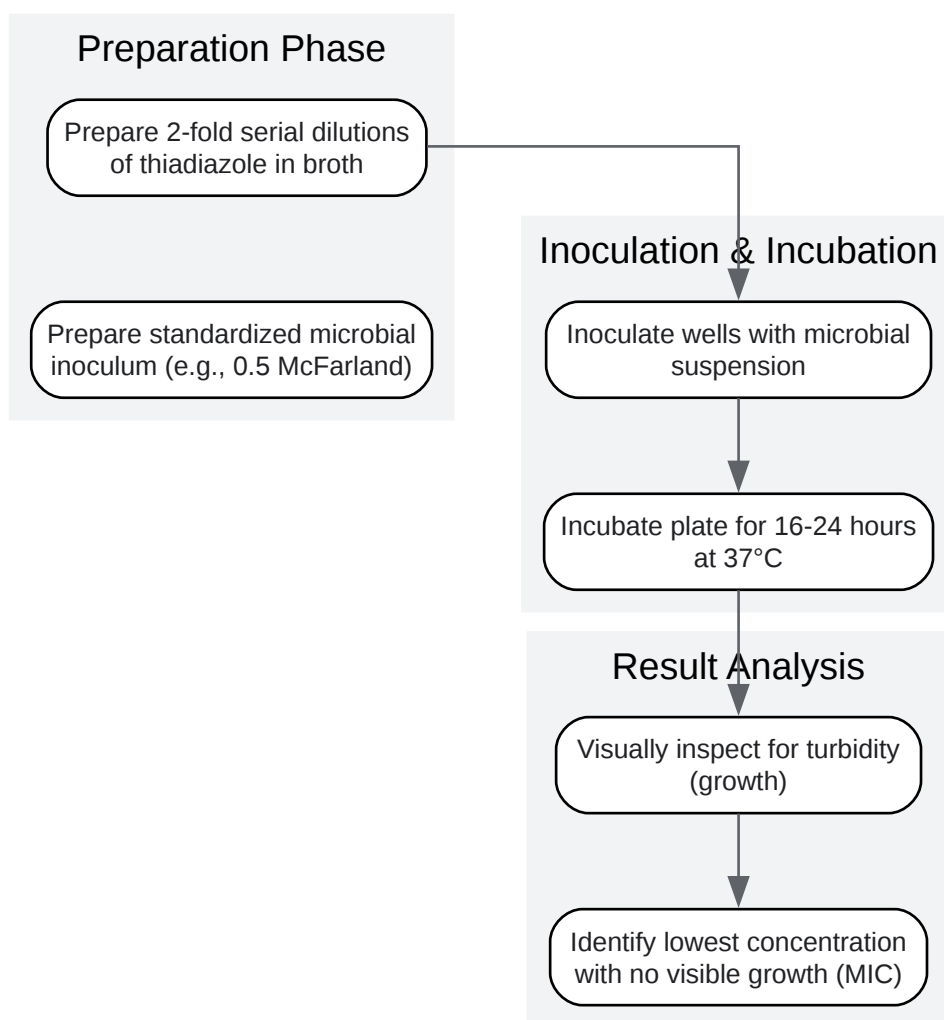 Preparation Phase
Prepare 2-fold serial dilutions
of thiadiazole in broth
Prepare standardized microbial
inoculum (e.g., 0.5 McFarland)
Inoculation & Incubation
Inoculate wells with microbial
suspension
Incubate plate for 16-24 hours
at 37°C
Result Analysis
Visually inspect for turbidity
(growth)
Identify lowest concentration
with no visible growth (MIC)